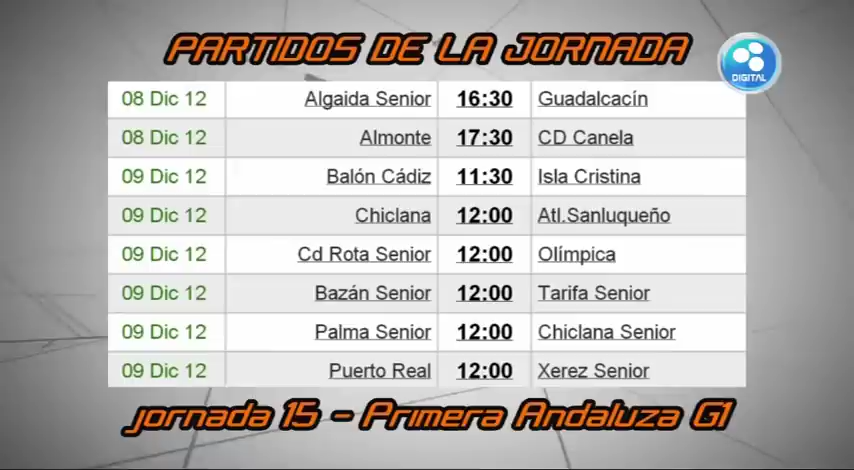 PARTIDOS DE LA JORNADA
DIGITAL
08 Dic 12 Algaida Senior 16:30 Guadalcacín
08 Dic 12 Almonte 17:30 CD Canela
09 Dic 12 Balón Cádiz 11:30 Isla Cristina
09 Dic 12 Chiclana 12:00 Atl.Sanluqueño
09 Dic 12 Cd Rota Senior 12:00 Olímpica
09 Dic 12 Bazán Senior 12:00 Tarifa Senior
09 Dic 12 Palma Senior 12:00 Chiclana Senior
09 Dic 12 Puerto Real 12:00 Xerez Senior
jornada 15 - Primera Andaluza G1